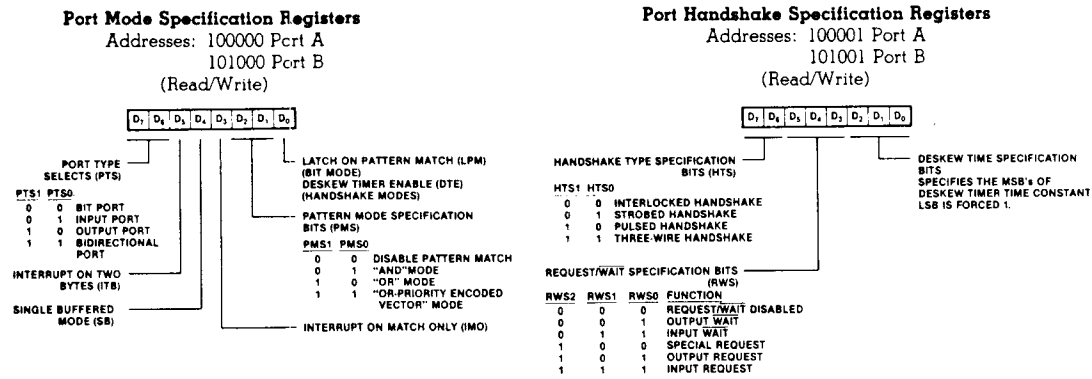 Port Mode Specification Registers
Addresses: 100000 Port A
101000 Port B
(Read/Write)
D7 D6 D5 D4 D3 D2 D1 D0
PORT TYPE
SELECTS (PTS)
PTS1 PTS0
0 0 BIT PORT
0 1 INPUT PORT
1 0 OUTPUT PORT
1 1 BIDIRECTIONAL
PORT
INTERRUPT ON TWO
BYTES (ITB)
SINGLE BUFFERED
MODE (SB)
LATCH ON PATTERN MATCH (LPM)
(BIT MODE)
DESKEW TIMER ENABLE (DTE)
(HANDSHAKE MODES)
PATTERN MODE SPECIFICATION
BITS (PMS)
PMS1 PMS0
0 0 DISABLE PATTERN MATCH
0 1 "AND" MODE
1 0 "OR" MODE
1 1 "OR-PRIORITY ENCODED
VECTOR" MODE
INTERRUPT ON MATCH ONLY (IMO)
Port Handshake Specification Registers
Addresses: 100001 Port A
101001 Port B
(Read/Write)
D7 D6 D5 D4 D3 D2 D1 D0
HANDSHAKE TYPE SPECIFICATION
BITS (HTS)
HTS1 HTS0
0 0 INTERLOCKED HANDSHAKE
0 1 STROBED HANDSHAKE
1 0 PULSED HANDSHAKE
1 1 THREE-WIRE HANDSHAKE
REQUEST/WAIT SPECIFICATION BITS
(RWS)
RWS2 RWS1 RWS0 FUNCTION
0 0 0 REQUEST/WAIT DISABLED
0 0 1 OUTPUT WAIT
0 1 1 INPUT WAIT
1 0 0 SPECIAL REQUEST
1 0 1 OUTPUT REQUEST
1 1 1 INPUT REQUEST
DESKEW TIME SPECIFICATION
BITS
SPECIFIES THE MSB's OF
DESKEW TIMER TIME CONSTANT
LSB IS FORCED 1.